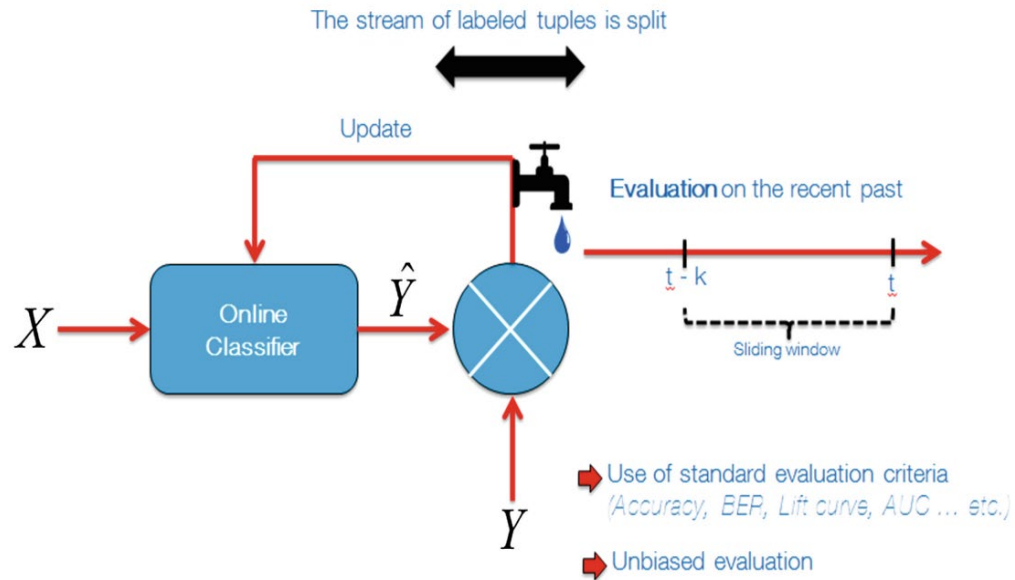 The stream of labeled tuples is split
Update
Evaluation on the recent past
t - k
t
Sliding window
X
Online
Classifier
Ŷ
Y
Use of standard evaluation criteria
(Accuracy, BER, Lift curve, AUC ... etc.)
Unbiased evaluation